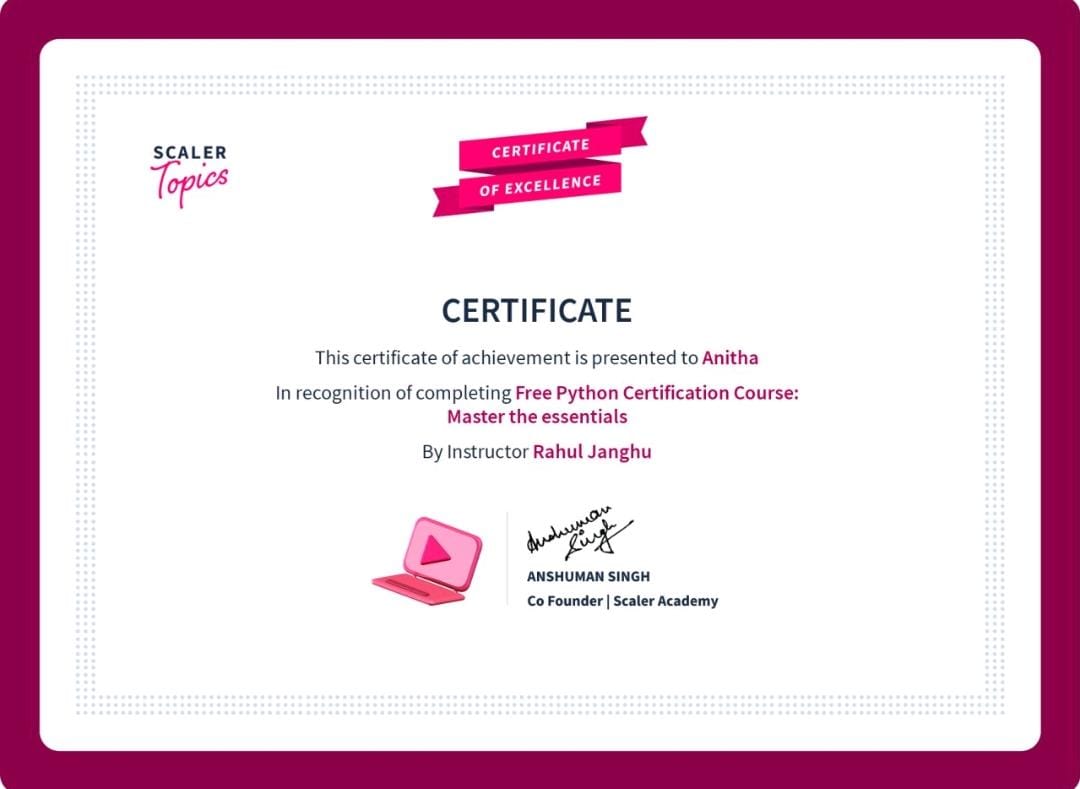 SCALER
Topics
CERTIFICATE
OF EXCELLENCE
CERTIFICATE
This certificate of achievement is presented to Anitha
In recognition of completing Free Python Certification Course:
Master the essentials
By Instructor Rahul Janghu
Anshuman
Singh
ANSHUMAN SINGH
Co Founder | Scaler Academy